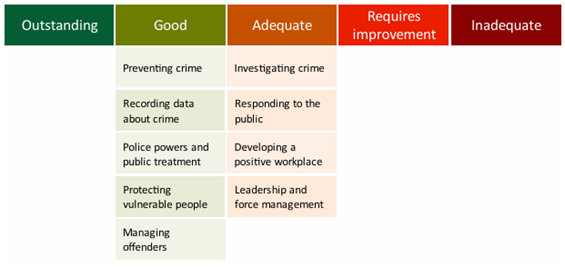 Outstanding
Good
Adequate
Requires
improvement
Inadequate
Preventing crime
Investigating crime
Recording data
about crime
Responding to the
public
Police powers and
public treatment
Developing a
positive workplace
Protecting
vulnerable people
Leadership and
force management
Managing
offenders